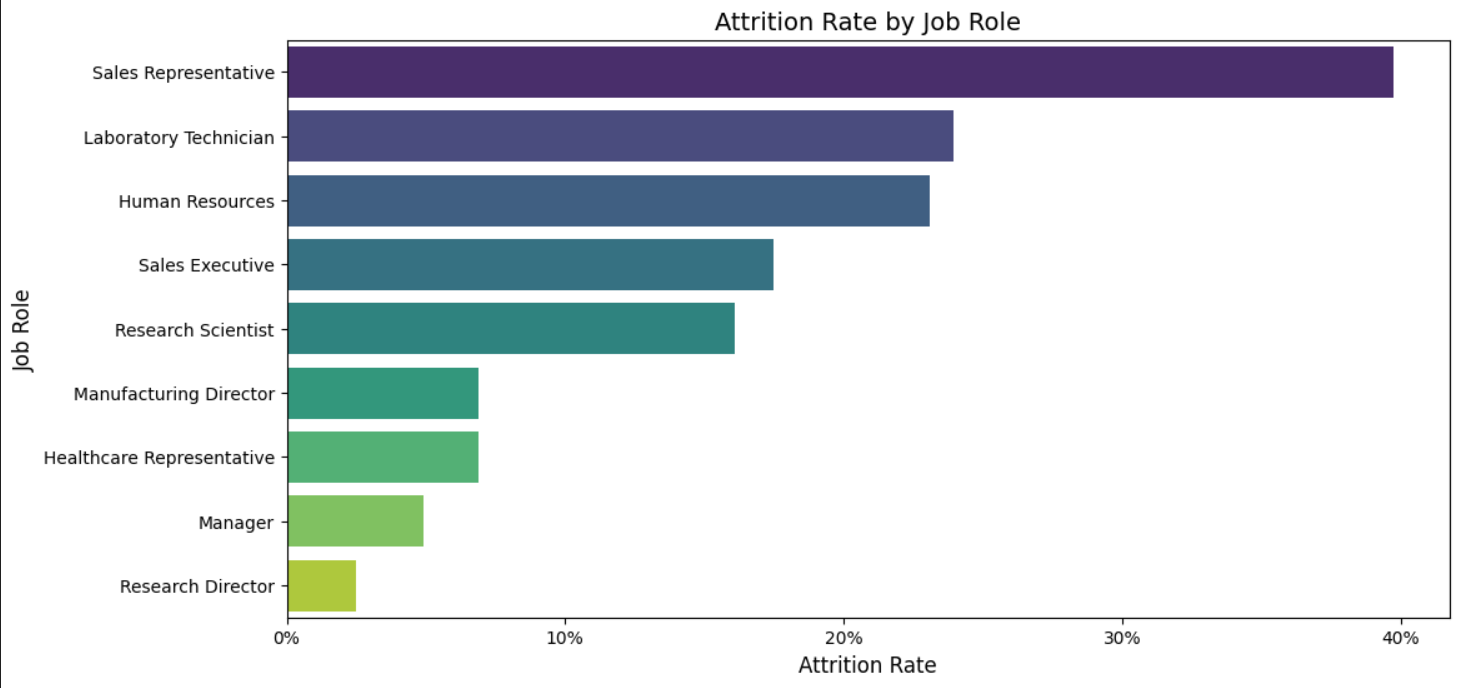 Attrition Rate by Job Role
Job Role
Sales Representative
Laboratory Technician
Human Resources
Sales Executive
Research Scientist
Manufacturing Director
Healthcare Representative
Manager
Research Director
0% 10% 20% 30% 40%
Attrition Rate